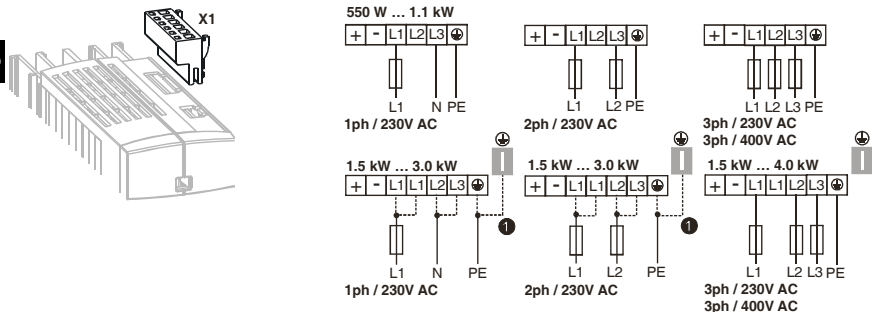 X1
550 W ... 1.1 kW
+ - L1 L2 L3
L1 N PE
1ph / 230V AC
+ - L1 L2 L3
L1 L2 PE
2ph / 230V AC
+ - L1 L2 L3
L1 L2 L3 PE
3ph / 230V AC
3ph / 400V AC
1.5 kW ... 3.0 kW
+ - L1 L1 L2 L3
1
L1 N PE
1ph / 230V AC
1.5 kW ... 3.0 kW
+ - L1 L1 L2 L3
1
L1 L2 PE
2ph / 230V AC
1.5 kW ... 4.0 kW
+ - L1 L1 L2 L3
L1 L2 L3 PE
3ph / 230V AC
3ph / 400V AC